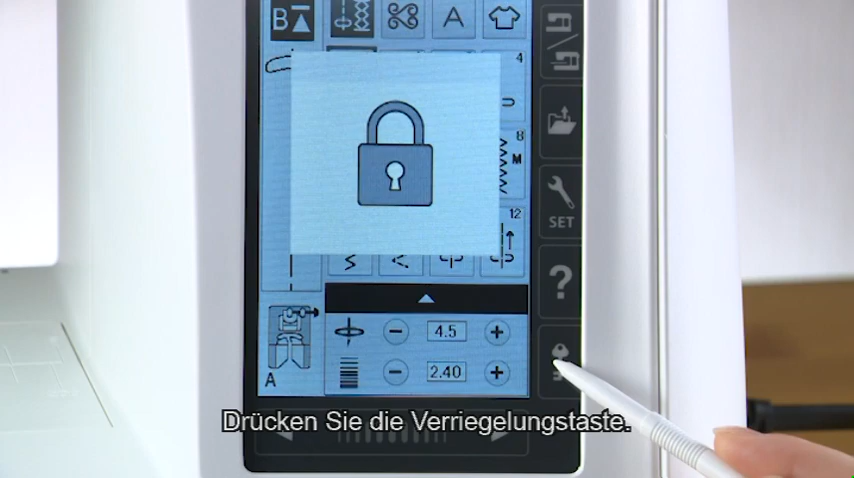 B A
4
8
M
12
SET
?
4.5
2.40
A
Drücken Sie die Verriegelungstaste.